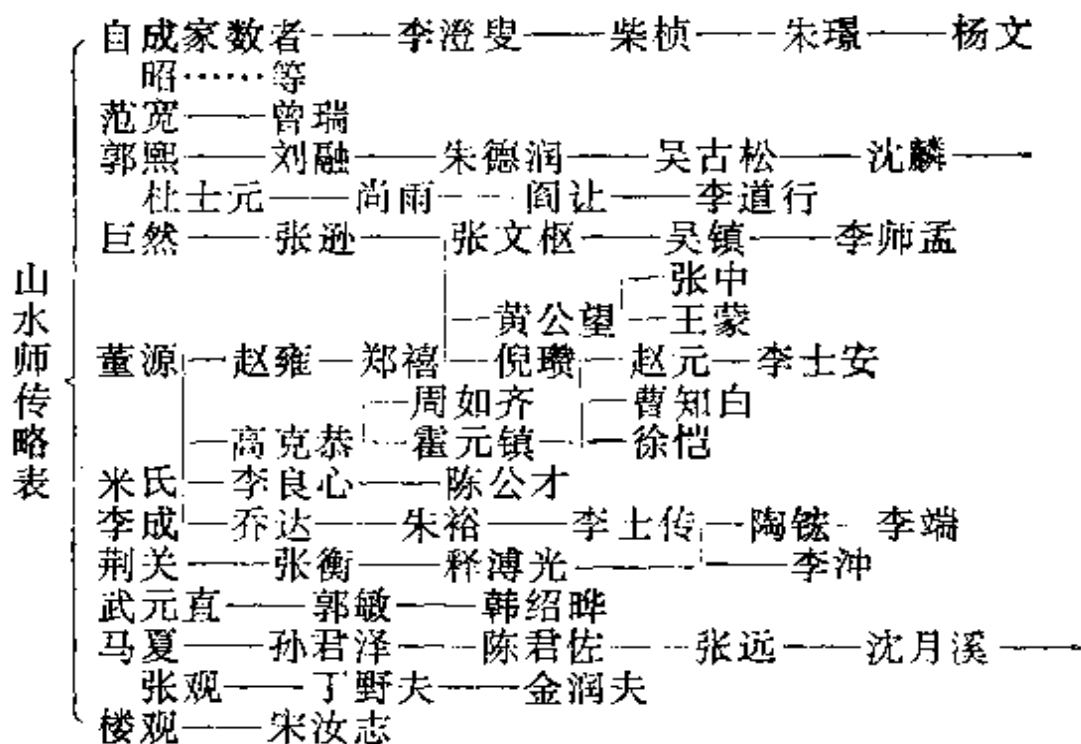 山水师传略表
自成家数者——李澄叟——柴桢——朱璟——杨文
昭……等
范宽——曾瑞
郭熙——刘融——朱德润——吴古松——沈麟——
杜士元——尚雨——阎让——李道行
巨然——张逊——张文枢——吴镇——李师孟
张中
黄公望——王蒙
董源—赵雍—郑禧—倪瓒—赵元—李士安
周如齐 曹知白
高克恭 霍元镇——徐恺
米氏—李良心——陈公才
李成—乔达——朱裕——李士传—陶铉—李端
荆关——张衡——释溥光————李沖
武元直——郭敏——韩绍晔
马夏——孙君泽——陈君佐——张远——沈月溪——
张观——丁野夫——金润夫
楼观——宋汝志